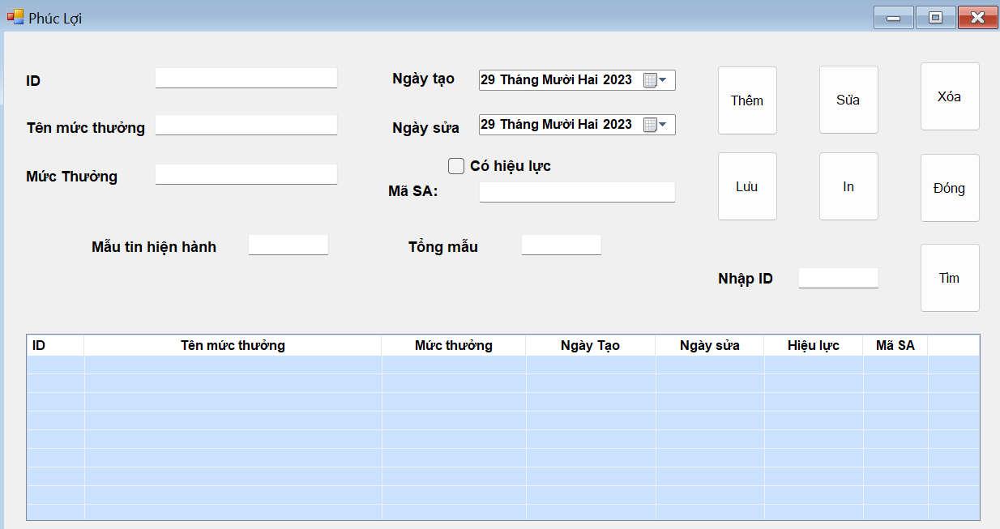 Phúc Lợi
ID
Ngày tạo
29 Tháng Mười Hai 2023
Thêm
Sửa
Xóa
Tên mức thưởng
Ngày sửa
29 Tháng Mười Hai 2023
Có hiệu lực
Mức Thưởng
Mã SA:
Lưu
In
Đóng
Mẫu tin hiện hành
Tổng mẫu
Nhập ID
Tìm
ID Tên mức thưởng Mức thưởng Ngày Tạo Ngày sửa Hiệu lực Mã SA